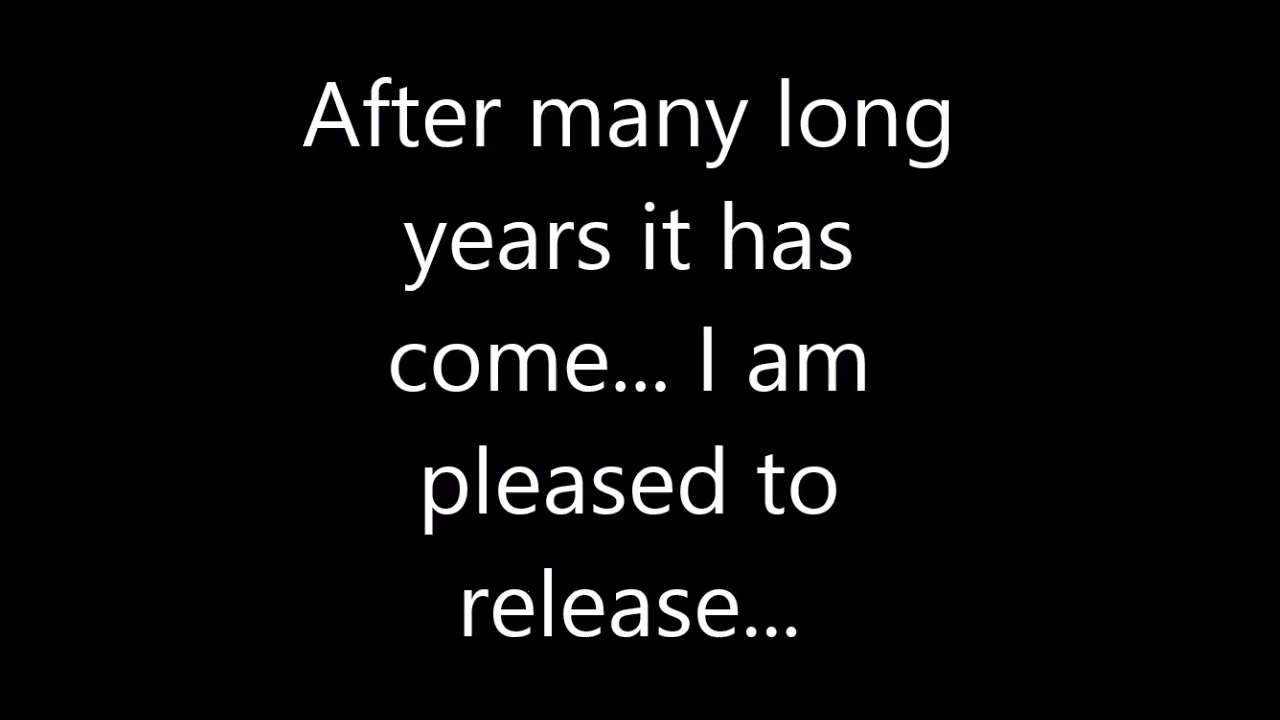 After many long
years it has
come... I am
pleased to
release...